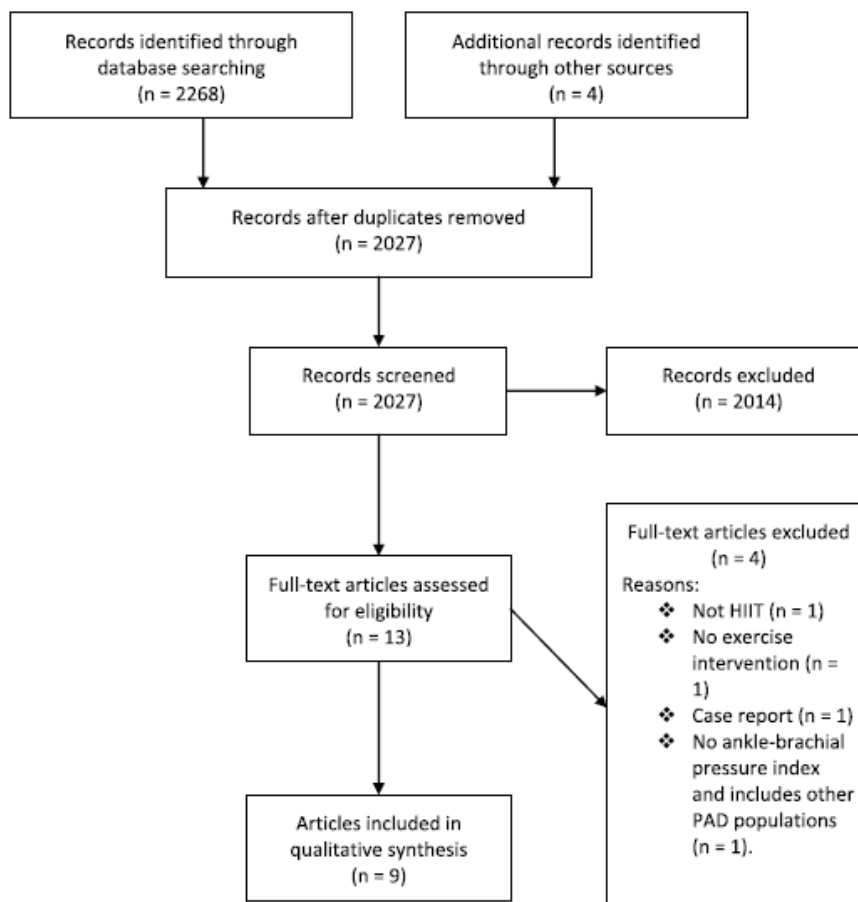 Records identified through
database searching
(n = 2268)
Additional records identified
through other sources
(n = 4)
Records after duplicates removed
(n = 2027)
Records screened
(n = 2027)
Records excluded
(n = 2014)
Full-text articles assessed
for eligibility
(n = 13)
Full-text articles excluded
(n = 4)
Reasons:
❖ Not HIIT (n = 1)
❖ No exercise
intervention (n =
1)
❖ Case report (n = 1)
❖ No ankle-brachial
pressure index
and includes other
PAD populations
(n = 1).
Articles included in
qualitative synthesis
(n = 9)